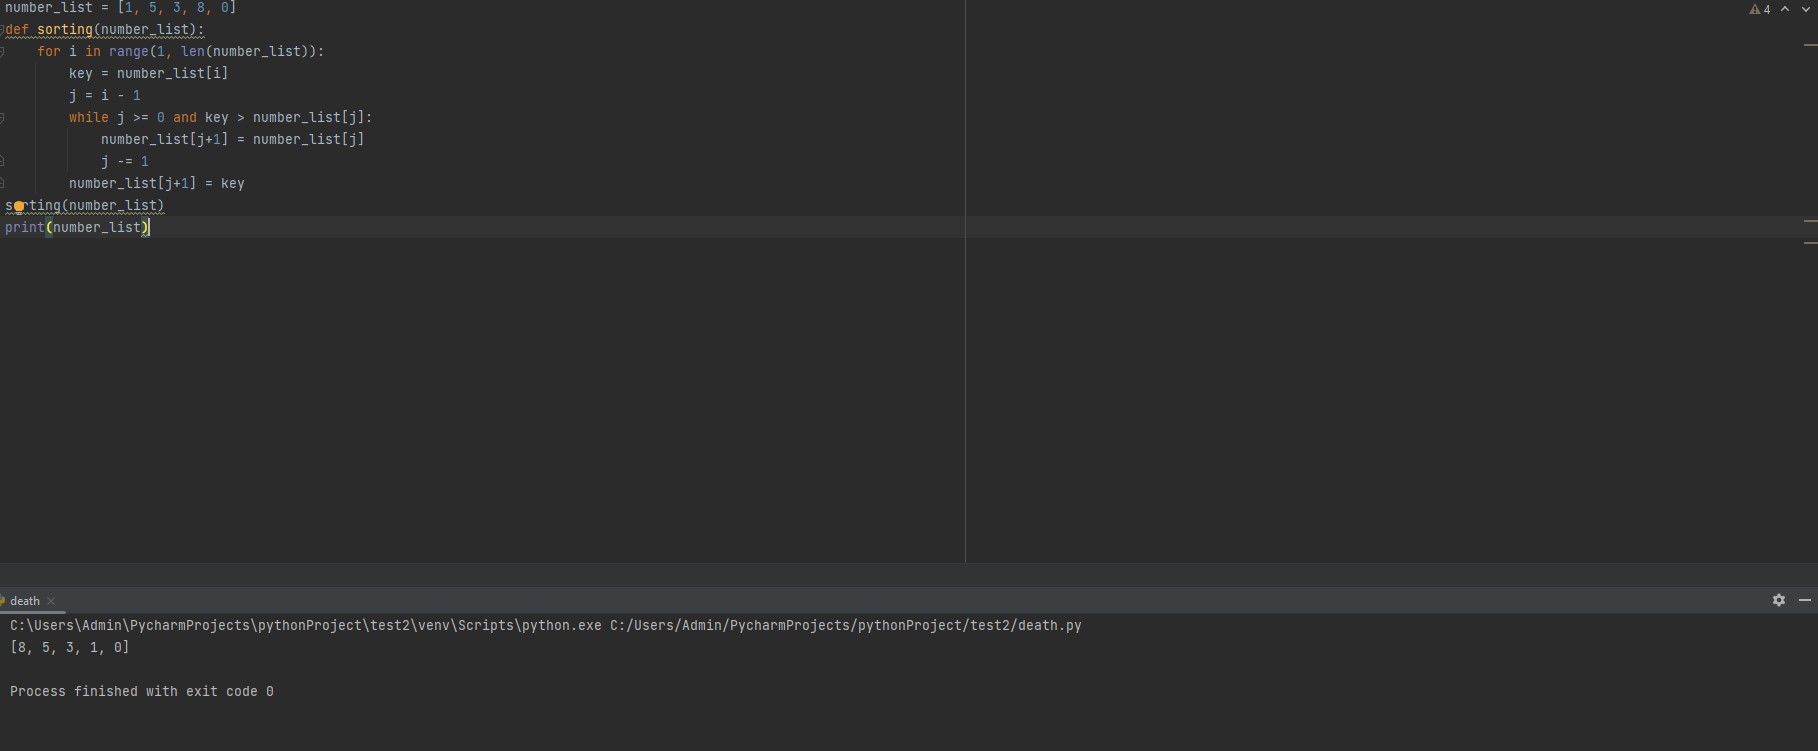 number_list = [1, 5, 3, 8, 0]
4
def sorting(number_list):
    for i in range(1, len(number_list)):
        key = number_list[i]
        j = i - 1
        while j >= 0 and key > number_list[j]:
            number_list[j+1] = number_list[j]
            j -= 1
        number_list[j+1] = key
sorting(number_list)
print(number_list)
death
C:\Users\Admin\PycharmProjects\pythonProject\test2\venv\Scripts\python.exe C:/Users/Admin/PycharmProjects/pythonProject/test2/death.py
[8, 5, 3, 1, 0]
Process finished with exit code 0